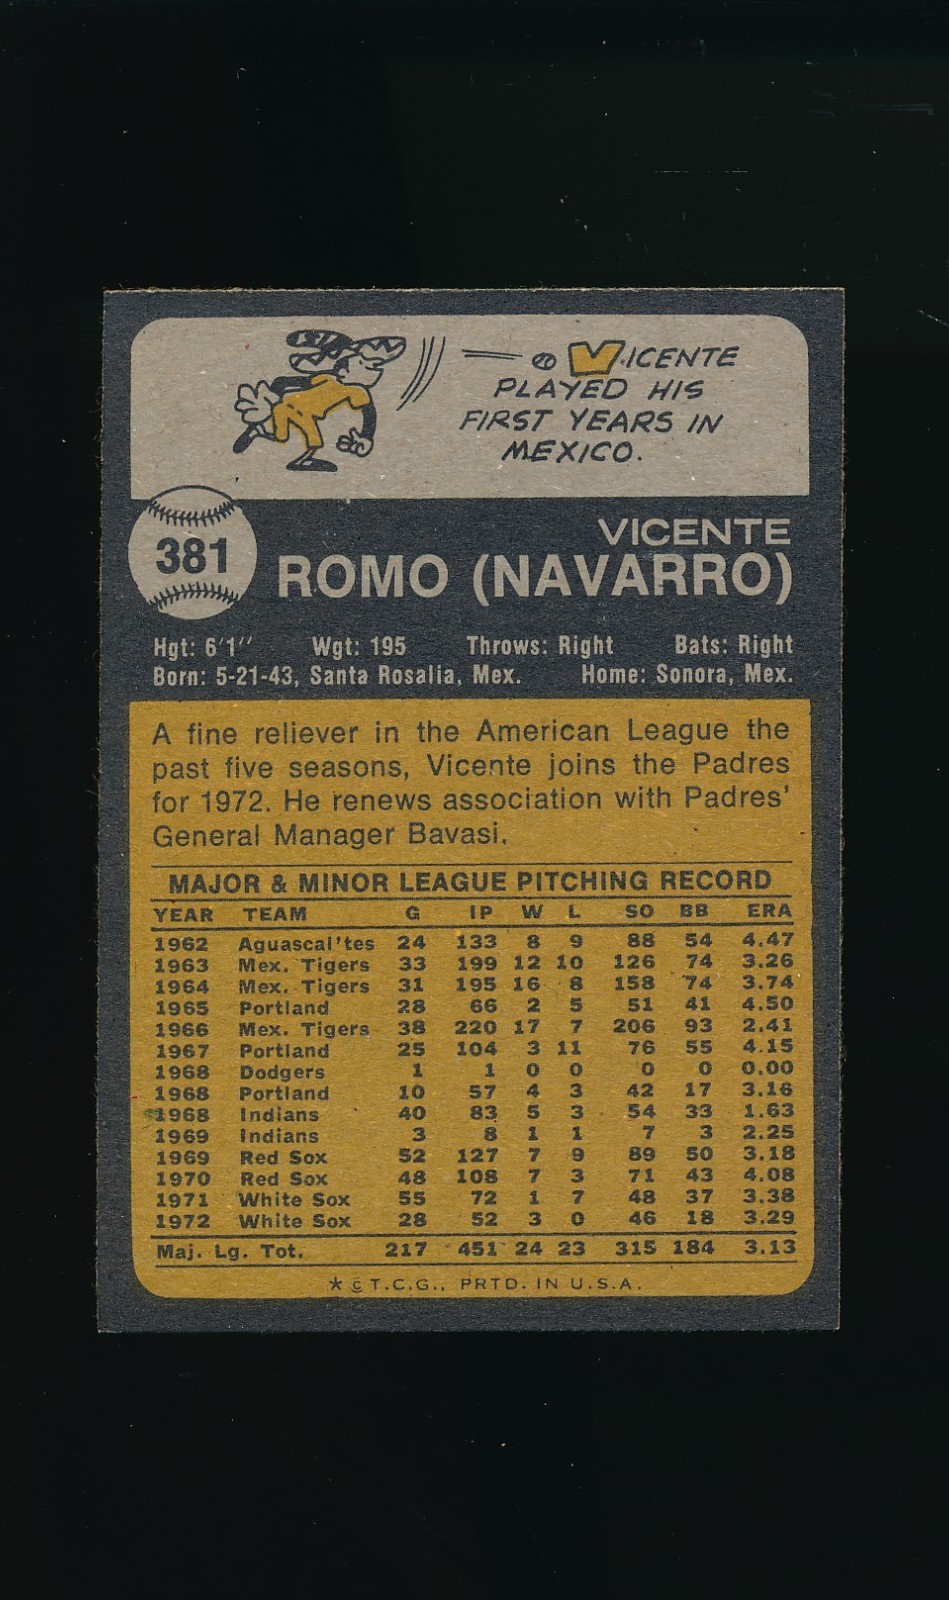 VICENTE
PLAYED HIS
FIRST YEARS IN
MEXICO.
381
VICENTE
ROMO (NAVARRO)
Hgt: 6'1" Wgt: 195 Throws: Right Bats: Right
Born: 5-21-43, Santa Rosalia, Mex. Home: Sonora, Mex.
A fine reliever in the American League the
past five seasons, Vicente joins the Padres
for 1972. He renews association with Padres'
General Manager Bavasi.
MAJOR & MINOR LEAGUE PITCHING RECORD
YEAR TEAM G IP W L SO BB ERA
1962 Aguascal'tes 24 133 8 9 88 54 4.47
1963 Mex. Tigers 33 199 12 10 126 74 3.26
1964 Mex. Tigers 31 195 16 8 158 74 3.74
1965 Portland 28 66 2 5 51 41 4.50
1966 Mex. Tigers 38 220 17 7 206 93 2.41
1967 Portland 25 104 3 11 76 55 4.15
1968 Dodgers 1 1 0 0 0 0 0.00
1968 Portland 10 57 4 3 42 17 3.16
1968 Indians 40 83 5 3 54 33 1.63
1969 Indians 3 8 1 1 7 3 2.25
1969 Red Sox 52 127 7 9 89 50 3.18
1970 Red Sox 48 108 7 3 71 43 4.08
1971 White Sox 55 72 1 7 48 37 3.38
1972 White Sox 28 52 3 0 46 18 3.29
Maj. Lg. Tot. 217 451 24 23 315 184 3.13
* © T.C.G., PRTD. IN U.S.A.